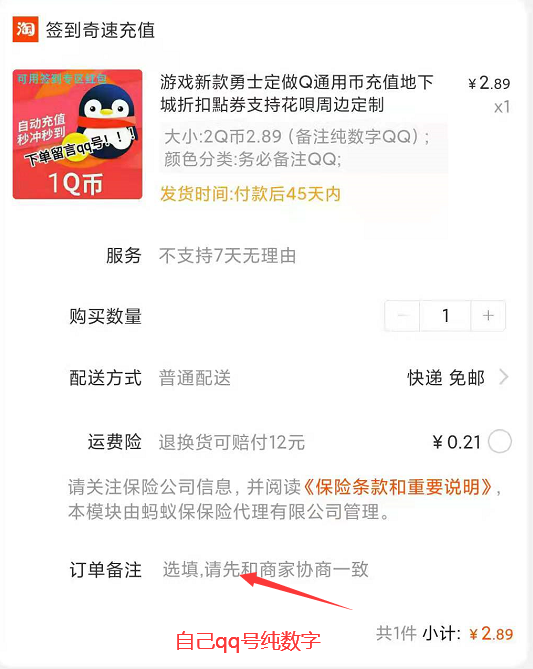 淘 签到奇速充值
可用签到专区红包
自动充值
秒冲秒到
下单留言qq号！！！
1Q币
游戏新款勇士定做Q通用币充值地下
城折扣點券支持花唄周边定制
¥2.89
x1
大小:2Q币2.89（备注纯数字QQ）;
颜色分类:务必备注QQ;
发货时间:付款后45天内
服务 不支持7天无理由
购买数量 － 1 ＋
配送方式 普通配送 快递 免邮
运费险 退换货可赔付12元 ¥0.21
请关注保险公司信息, 并阅读《保险条款和重要说明》,
本模块由蚂蚁保保险代理有限公司管理。
订单备注 选填,请先和商家协商一致
自己qq号纯数字
共1件 小计: ¥2.89